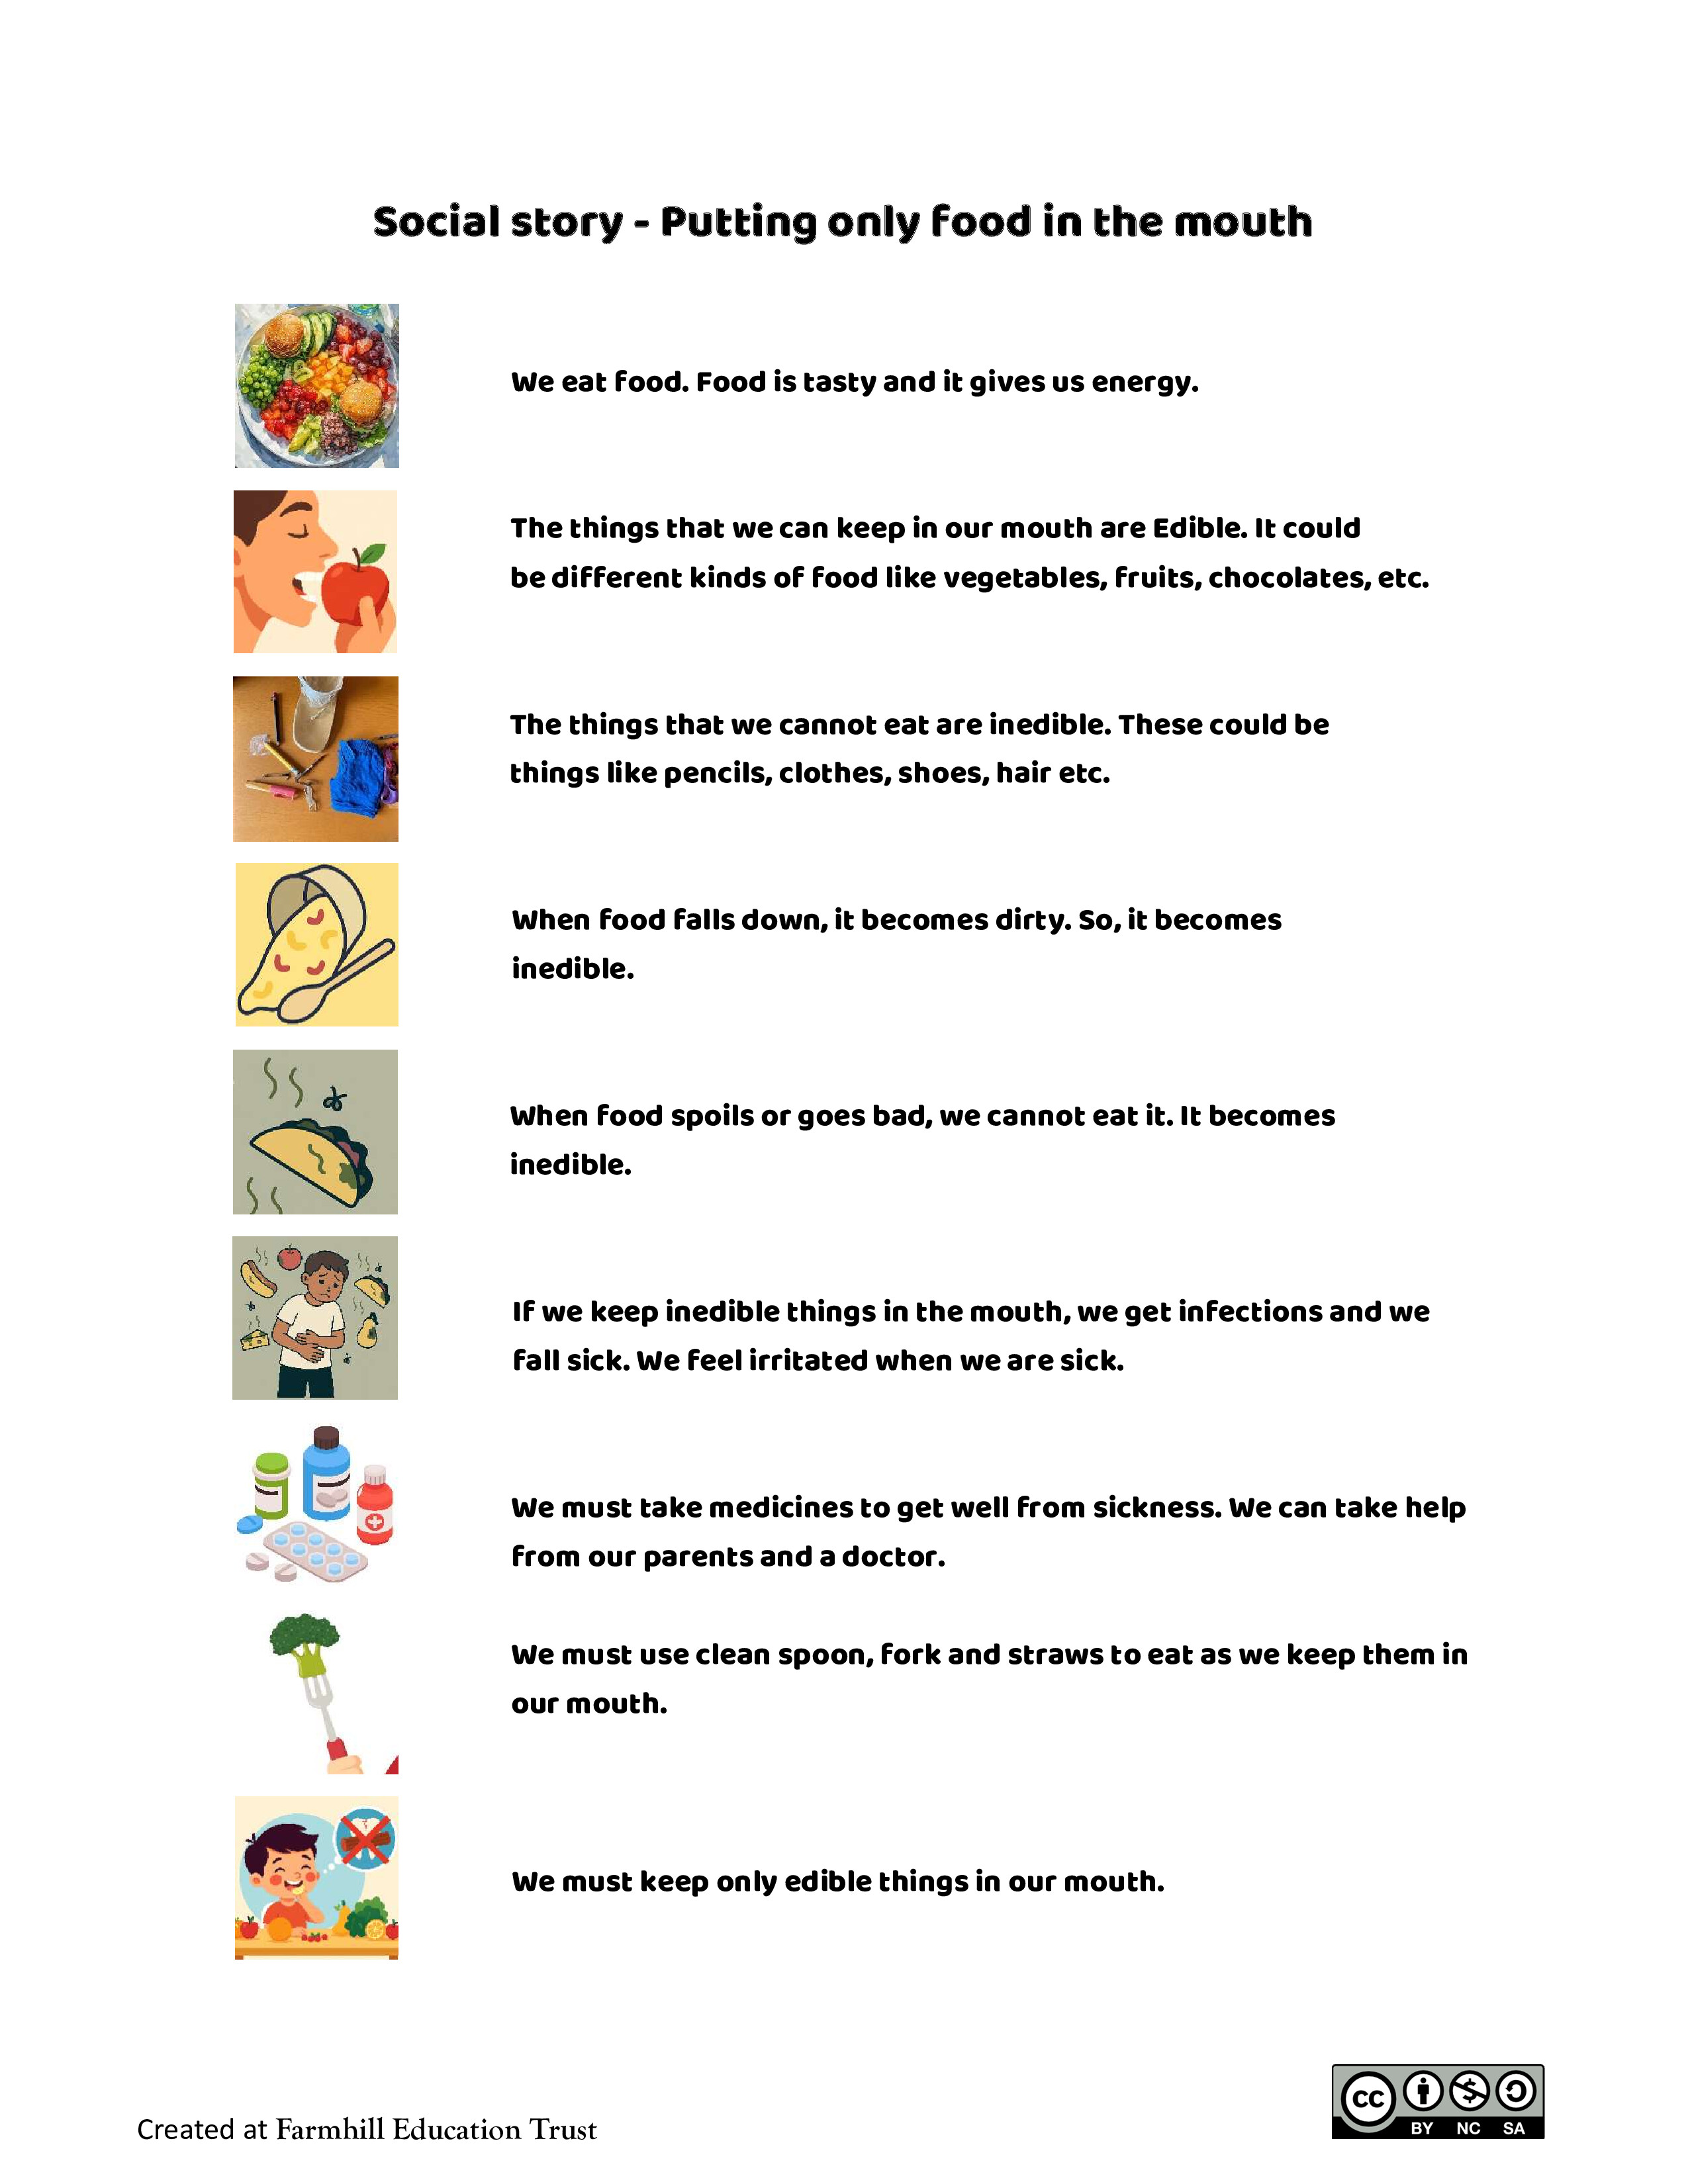 Social story - Putting only food in the mouth
We eat food. Food is tasty and it gives us energy.
The things that we can keep in our mouth are Edible. It could
be different kinds of food like vegetables, fruits, chocolates, etc.
The things that we cannot eat are inedible. These could be
things like pencils, clothes, shoes, hair etc.
When food falls down, it becomes dirty. So, it becomes
inedible.
When food spoils or goes bad, we cannot eat it. It becomes
inedible.
If we keep inedible things in the mouth, we get infections and we
fall sick. We feel irritated when we are sick.
We must take medicines to get well from sickness. We can take help
from our parents and a doctor.
We must use clean spoon, fork and straws to eat as we keep them in
our mouth.
We must keep only edible things in our mouth.
Created at Farmhill Education Trust
cc
BY NC SA